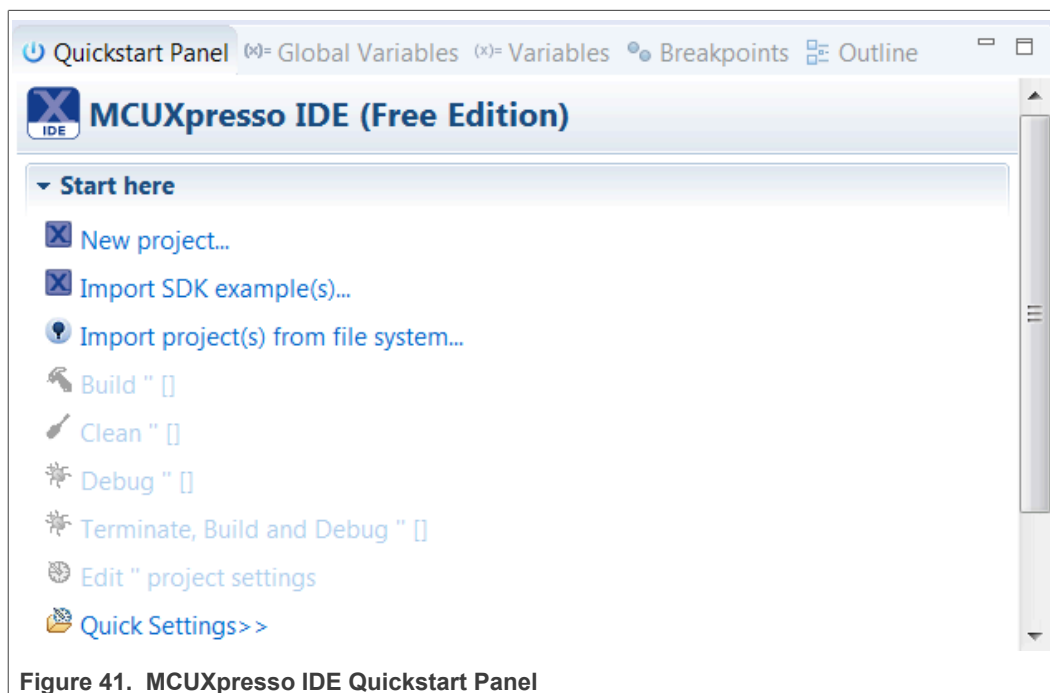 Quickstart Panel (x)= Global Variables (x)= Variables Breakpoints Outline
IDE MCUXpresso IDE (Free Edition)
Start here
New project...
Import SDK example(s)...
Import project(s) from file system...
Build '' []
Clean '' []
Debug '' []
Terminate, Build and Debug '' []
Edit '' project settings
Quick Settings>>
Figure 41. MCUXpresso IDE Quickstart Panel